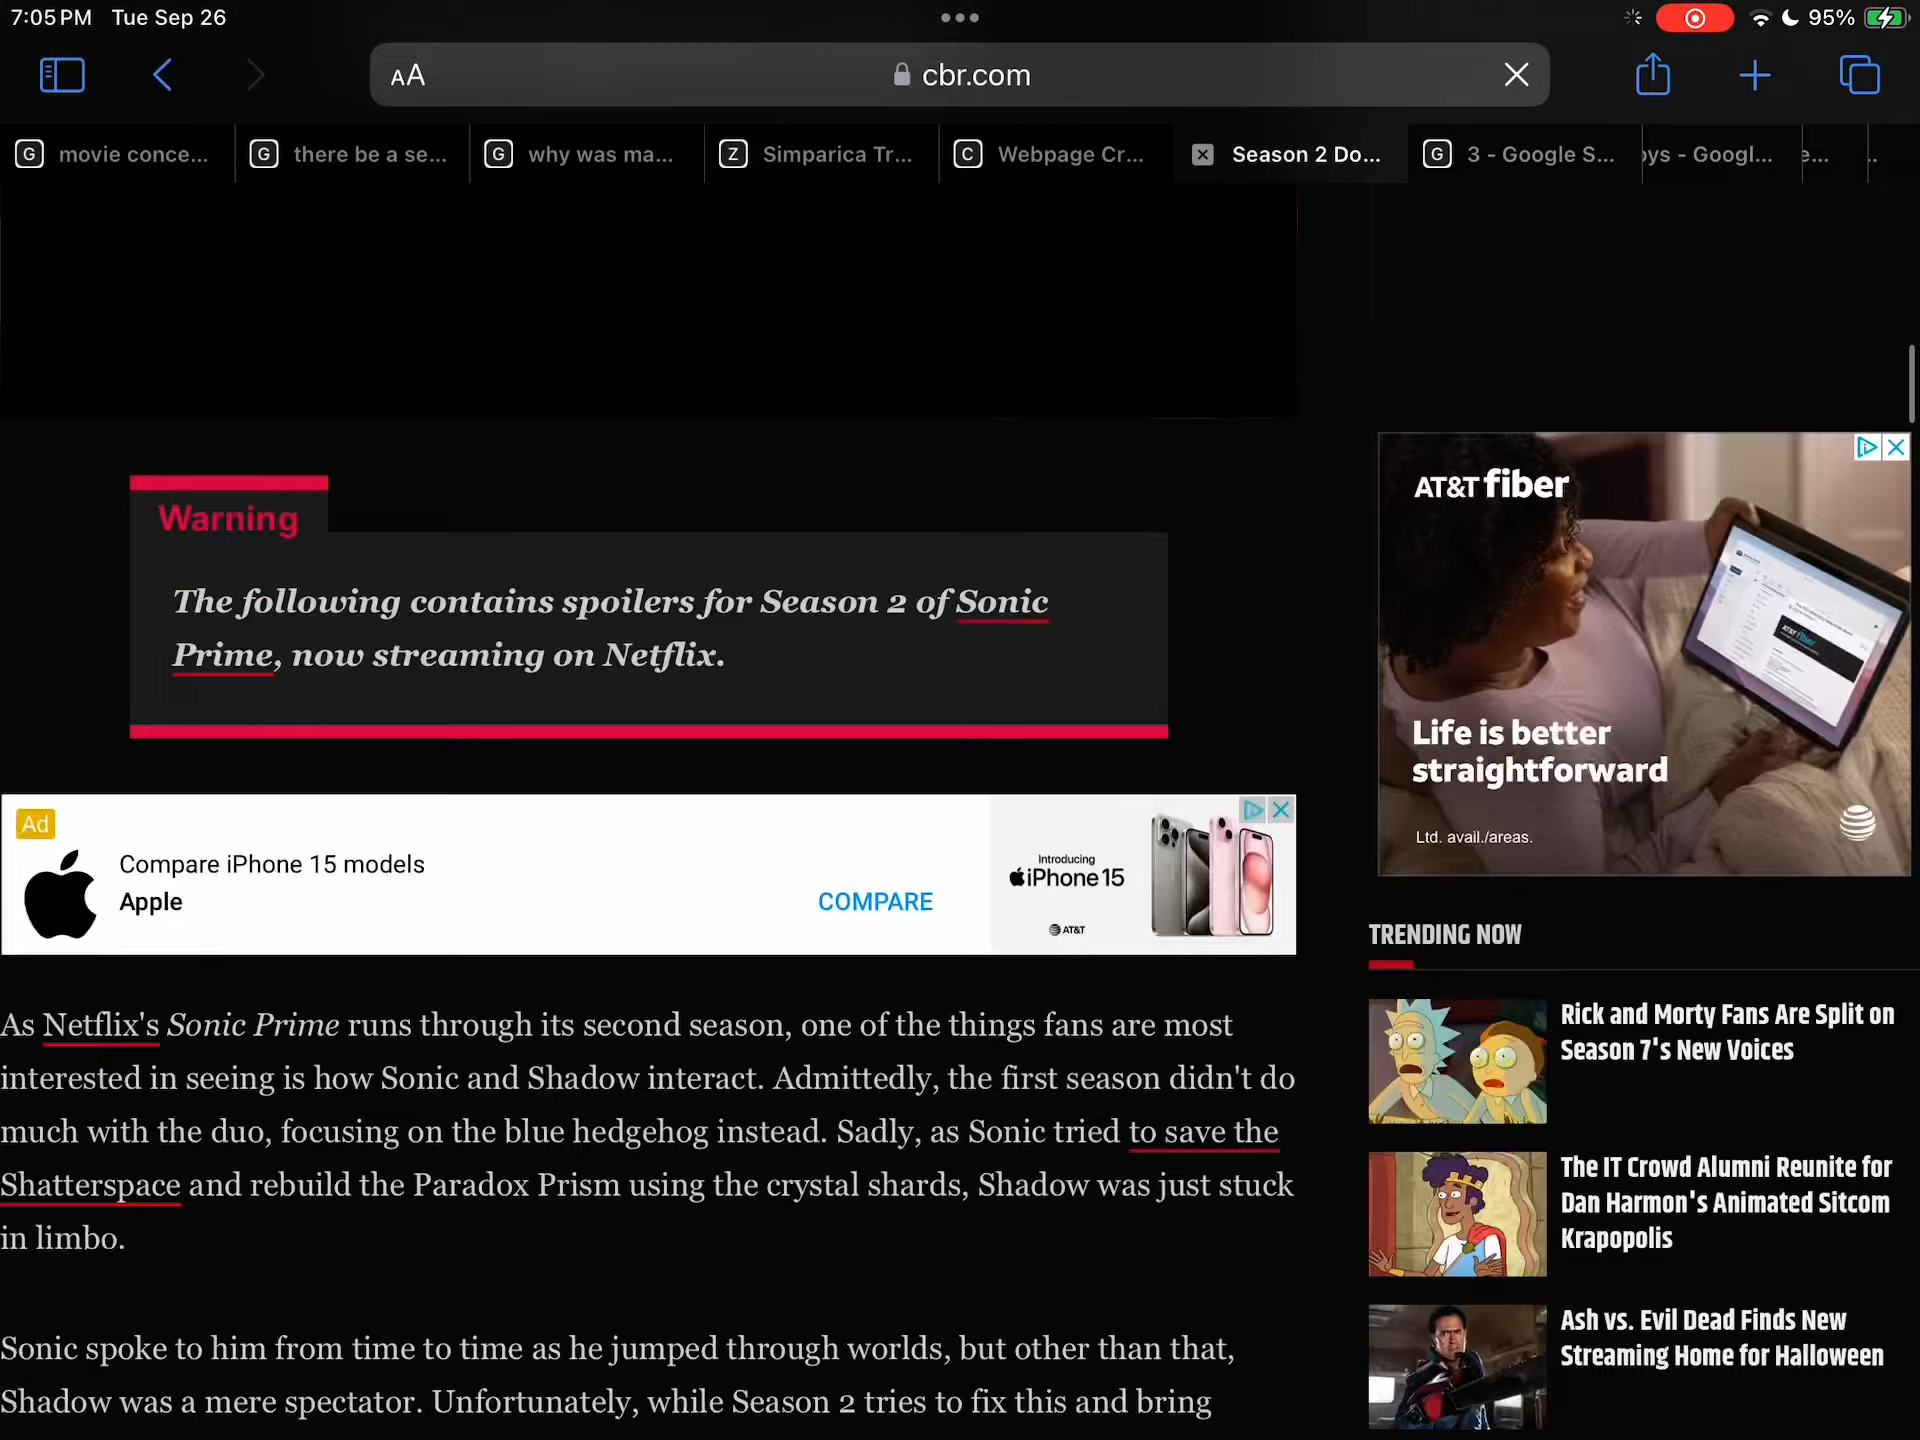 7:05 PM Tue Sep 26
95%
AA
cbr.com
G movie conce...
G there be a se...
G why was ma...
Z Simparica Tr...
C Webpage Cr...
Season 2 Do...
G 3 - Google S...
oys - Googl...
e...
..
Warning
The following contains spoilers for Season 2 of Sonic
Prime, now streaming on Netflix.
Ad
Compare iPhone 15 models
Apple
COMPARE
Introducing
iPhone 15
AT&T
As Netflix's Sonic Prime runs through its second season, one of the things fans are most
interested in seeing is how Sonic and Shadow interact. Admittedly, the first season didn't do
much with the duo, focusing on the blue hedgehog instead. Sadly, as Sonic tried to save the
Shatterspace and rebuild the Paradox Prism using the crystal shards, Shadow was just stuck
in limbo.
Sonic spoke to him from time to time as he jumped through worlds, but other than that,
Shadow was a mere spectator. Unfortunately, while Season 2 tries to fix this and bring
AT&T fiber
Life is better
straightforward
Ltd. avail./areas.
TRENDING NOW
Rick and Morty Fans Are Split on
Season 7's New Voices
The IT Crowd Alumni Reunite for
Dan Harmon's Animated Sitcom
Krapopolis
Ash vs. Evil Dead Finds New
Streaming Home for Halloween